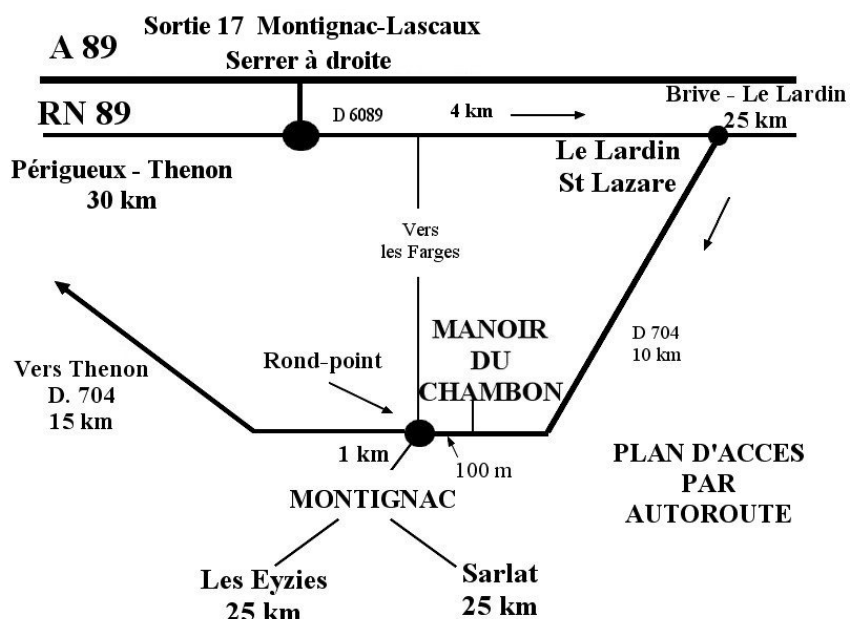 Sortie 17 Montignac-Lascaux
A 89
Serrer à droite
RN 89
D 6089
4 km
Brive - Le Lardin
25 km
Périgueux - Thenon
30 km
Le Lardin
St Lazare
Vers
les Farges
D 704
10 km
MANOIR
DU
CHAMBON
Rond-point
Vers Thenon
D. 704
15 km
1 km
100 m
PLAN D'ACCES
PAR
AUTOROUTE
MONTIGNAC
Les Eyzies
25 km
Sarlat
25 km